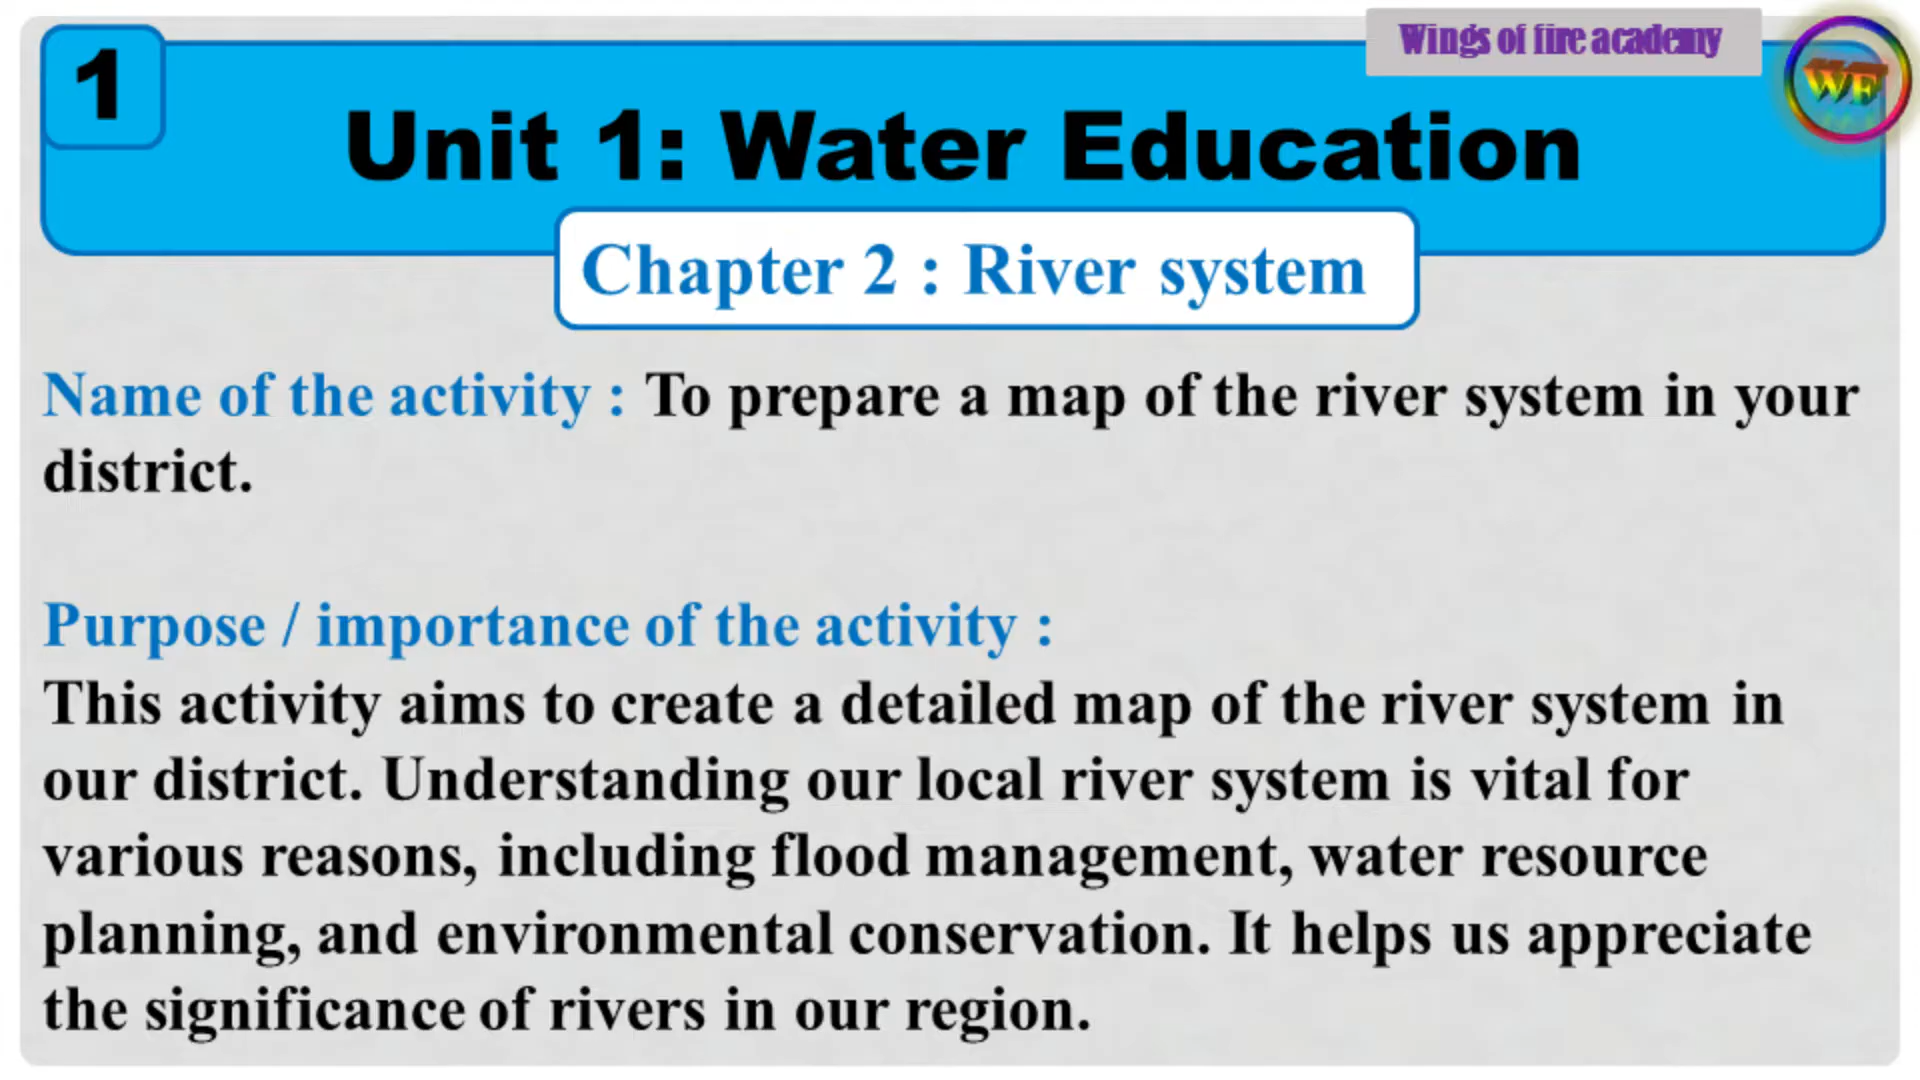 Wings of fire academy
1
WF
Unit 1: Water Education
Chapter 2 : River system
Name of the activity : To prepare a map of the river system in your
district.
Purpose / importance of the activity :
This activity aims to create a detailed map of the river system in
our district. Understanding our local river system is vital for
various reasons, including flood management, water resource
planning, and environmental conservation. It helps us appreciate
the significance of rivers in our region.